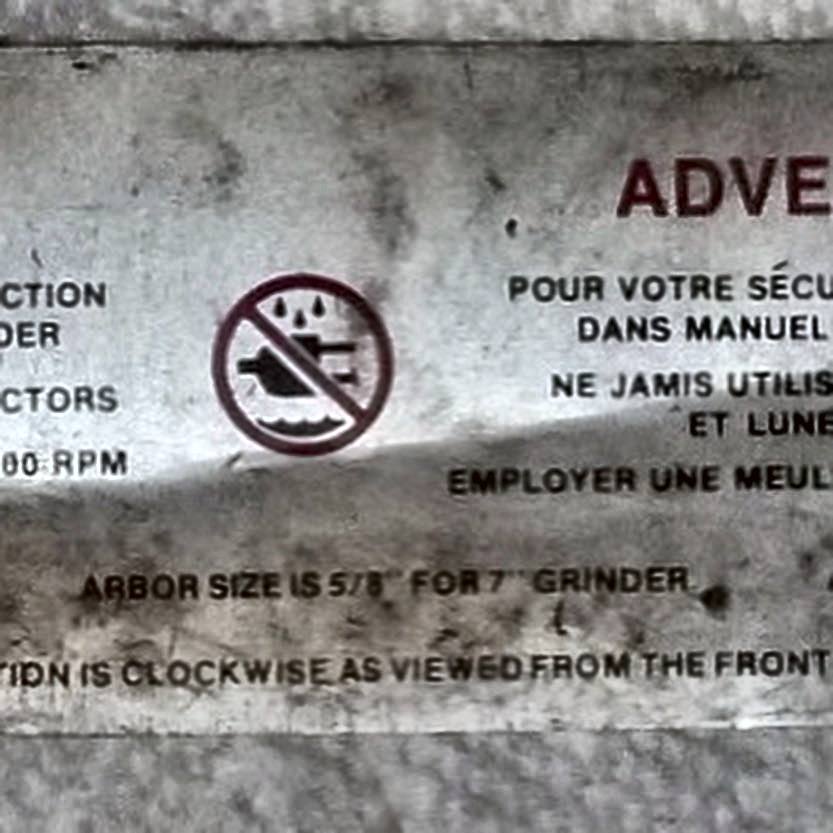 ADVE
CTION
DER
CTORS
00 RPM
POUR VOTRE SÉCU
DANS MANUEL
NE JAMIS UTILIS
ET LUNE
EMPLOYER UNE MEUL
ARBOR SIZE IS 5/8" FOR 7" GRINDER
TION IS CLOCKWISE AS VIEWED FROM THE FRONT